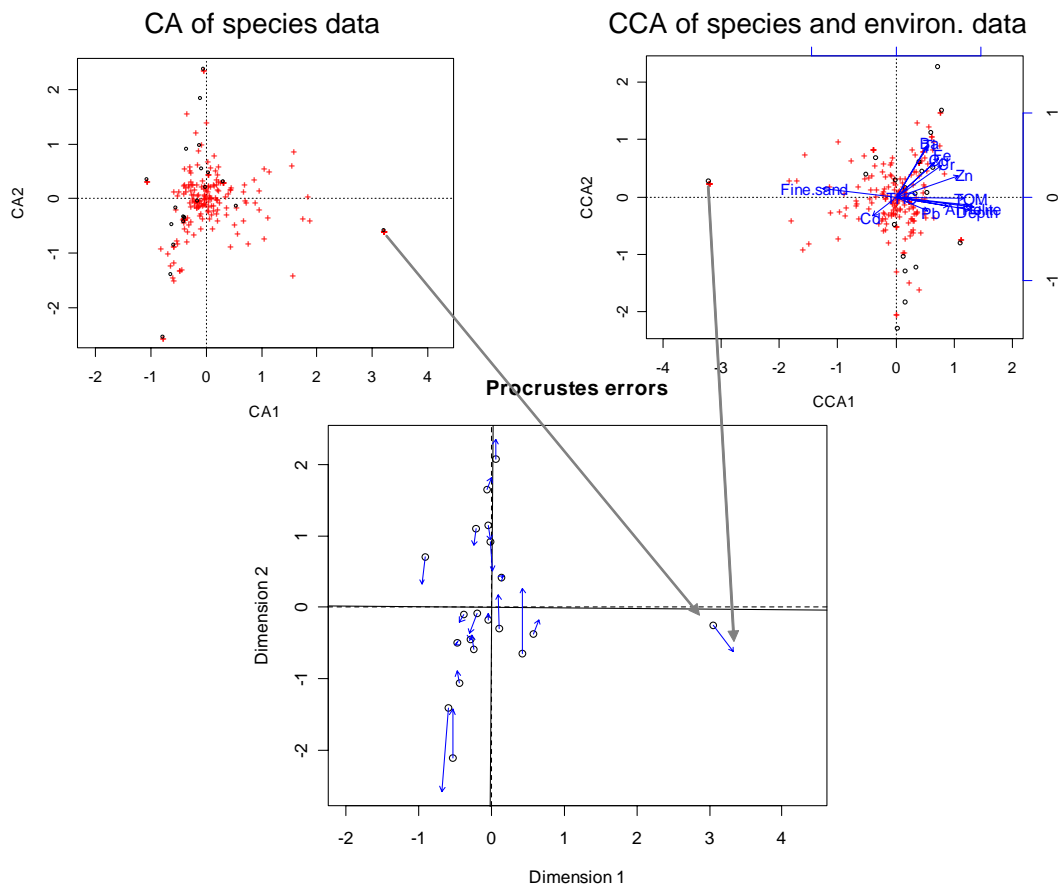 CA of species data
CCA of species and environ. data
2
1
0
-1
-2
CA2
-2 -1 0 1 2 3 4
CA1
2
1
0
-1
-2
CCA2
Zn
Fine.sand
TOM
Co
Pb
Depth
1
0
-1
-4 -3 -2 -1 0 1 2
CCA1
Procrustes errors
2
1
0
-1
-2
Dimension 2
-2 -1 0 1 2 3 4
Dimension 1